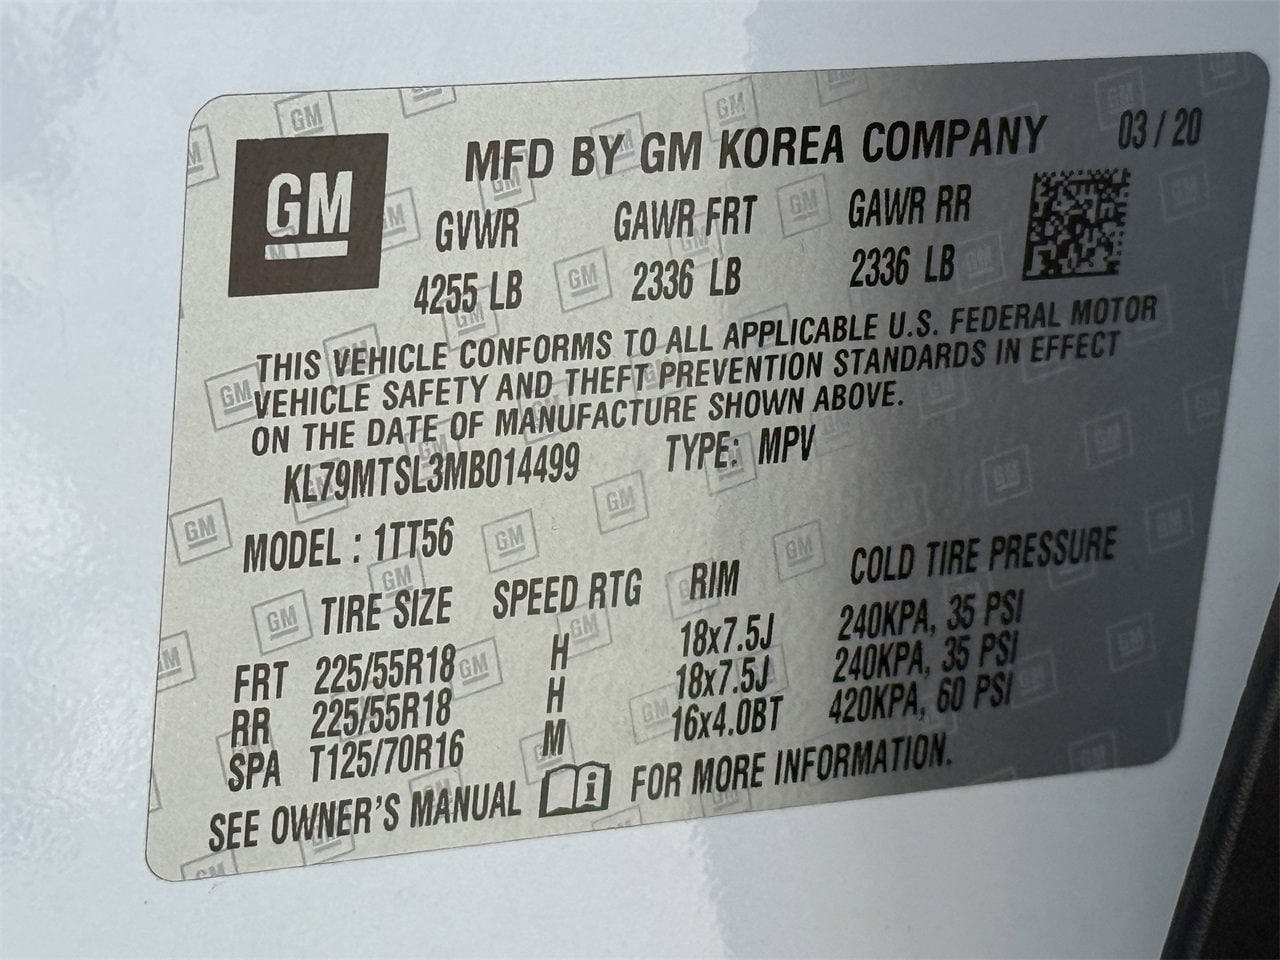 GM
MFD BY GM KOREA COMPANY 03 / 20
GVWR GAWR FRT GAWR RR
4255 LB 2336 LB 2336 LB
THIS VEHICLE CONFORMS TO ALL APPLICABLE U.S. FEDERAL MOTOR
VEHICLE SAFETY AND THEFT PREVENTION STANDARDS IN EFFECT
ON THE DATE OF MANUFACTURE SHOWN ABOVE.
KL79MTSL3MB014499 TYPE: MPV
MODEL : 1TT56
TIRE SIZE SPEED RTG RIM COLD TIRE PRESSURE
FRT 225/55R18 H 18x7.5J 240KPA, 35 PSI
RR 225/55R18 H 18x7.5J 240KPA, 35 PSI
SPA T125/70R16 M 16x4.0BT 420KPA, 60 PSI
SEE OWNER'S MANUAL i FOR MORE INFORMATION.